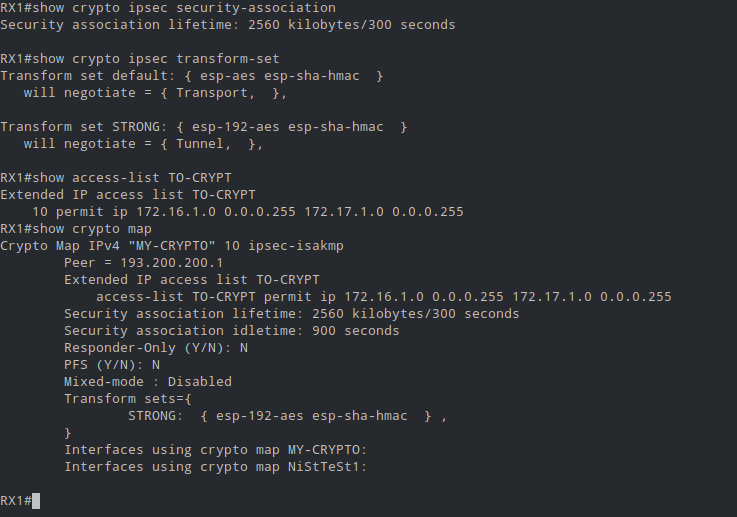 RX1#show crypto ipsec security-association
Security association lifetime: 2560 kilobytes/300 seconds
RX1#show crypto ipsec transform-set
Transform set default: { esp-aes esp-sha-hmac  }
   will negotiate = { Transport,  },
Transform set STRONG: { esp-192-aes esp-sha-hmac  }
   will negotiate = { Tunnel,  },
RX1#show access-list TO-CRYPT
Extended IP access list TO-CRYPT
    10 permit ip 172.16.1.0 0.0.0.255 172.17.1.0 0.0.0.255
RX1#show crypto map
Crypto Map IPv4 "MY-CRYPTO" 10 ipsec-isakmp
        Peer = 193.200.200.1
        Extended IP access list TO-CRYPT
            access-list TO-CRYPT permit ip 172.16.1.0 0.0.0.255 172.17.1.0 0.0.0.255
        Security association lifetime: 2560 kilobytes/300 seconds
        Security association idletime: 900 seconds
        Responder-Only (Y/N): N
        PFS (Y/N): N
        Mixed-mode : Disabled
        Transform sets={
                STRONG:  { esp-192-aes esp-sha-hmac  } ,
        }
        Interfaces using crypto map MY-CRYPTO:
        Interfaces using crypto map NiStTeSt1:
RX1#